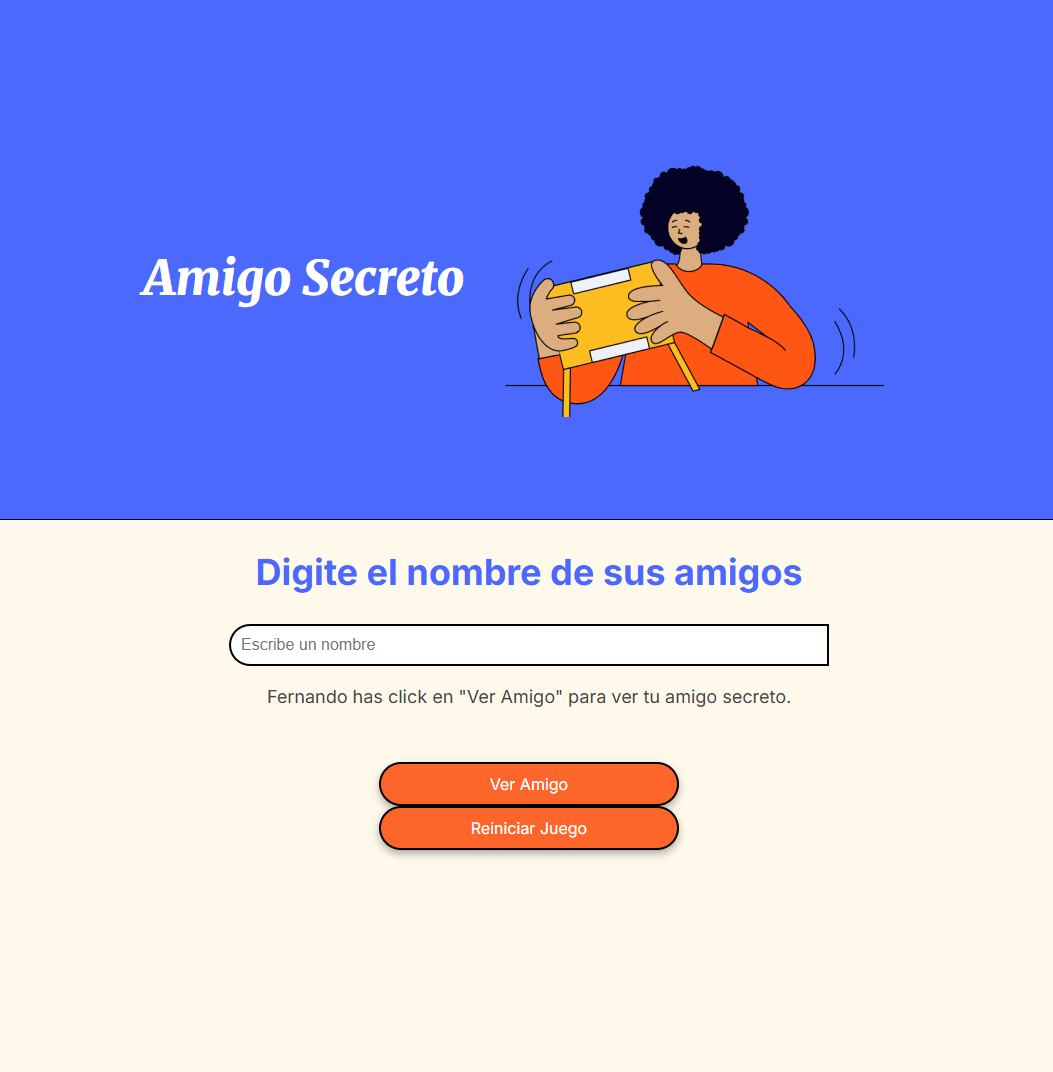 Amigo Secreto
Digite el nombre de sus amigos
Escribe un nombre
Fernando has click en "Ver Amigo" para ver tu amigo secreto.
Ver Amigo
Reiniciar Juego